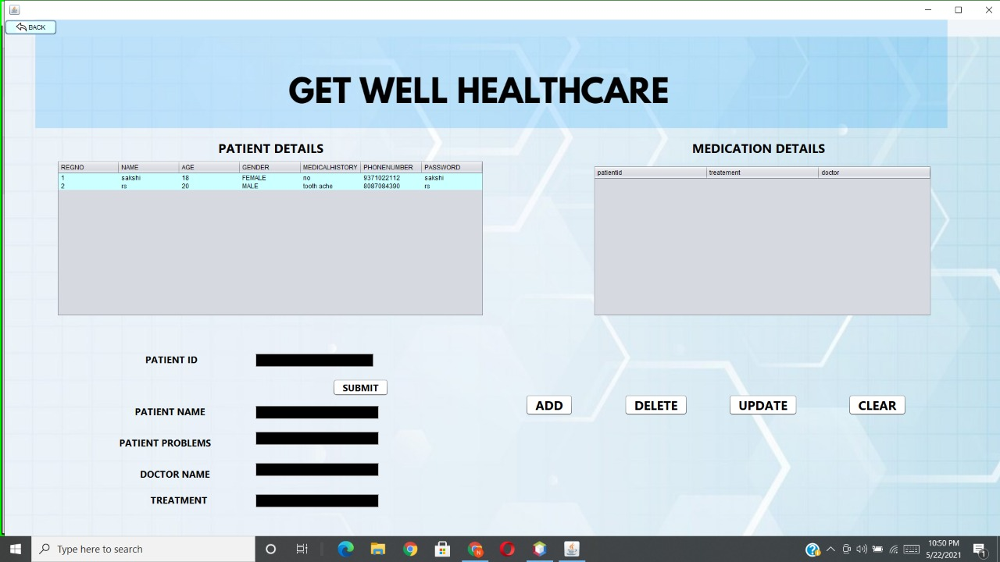 BACK
GET WELL HEALTHCARE
PATIENT DETAILS
REGNO NAME AGE GENDER MEDICALHISTORY PHONENUMBER PASSWORD
1 sakshi 18 FEMALE no 9371022112 sakshi
2 rs 20 MALE tooth ache 8087084390 rs
MEDICATION DETAILS
patientid treatement doctor
PATIENT ID
SUBMIT
PATIENT NAME
PATIENT PROBLEMS
DOCTOR NAME
TREATMENT
ADD DELETE UPDATE CLEAR
Type here to search
10:50 PM
5/22/2021
1